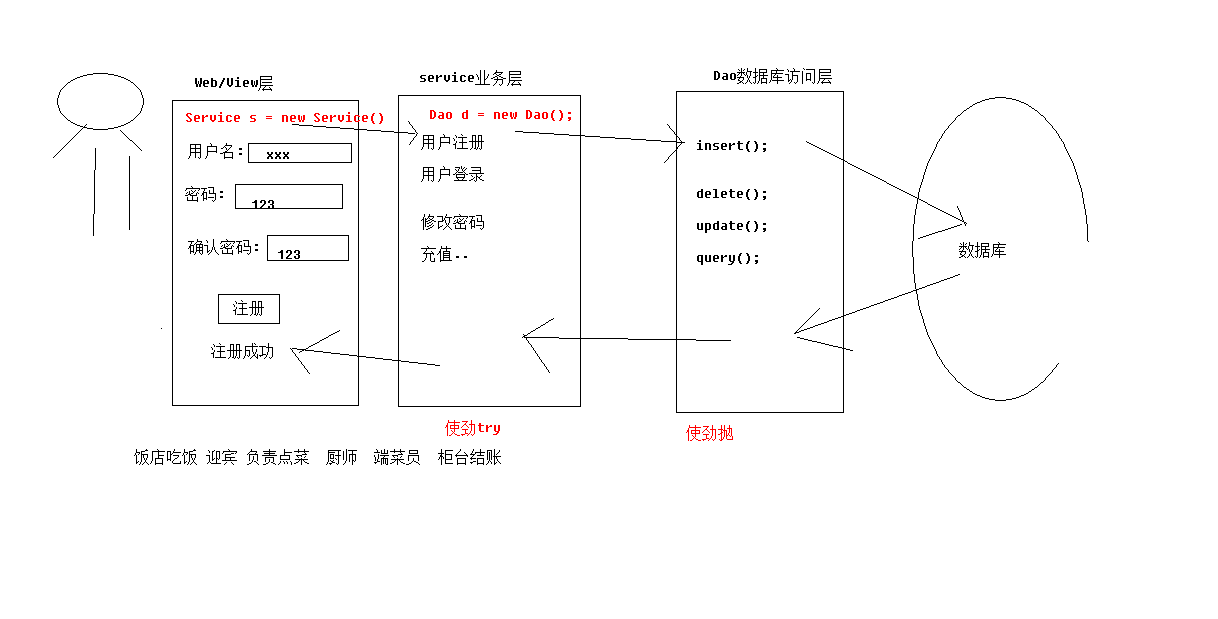 Web/View层
Service s = new Service()
用户名: xxx
密码: 123
确认密码: 123
注册
注册成功
service业务层
Dao d = new Dao();
用户注册
用户登录
修改密码
充值..
使劲try
Dao数据库访问层
insert();
delete();
update();
query();
使劲抛
数据库
饭店吃饭 迎宾 负责点菜 厨师 端菜员 柜台结账